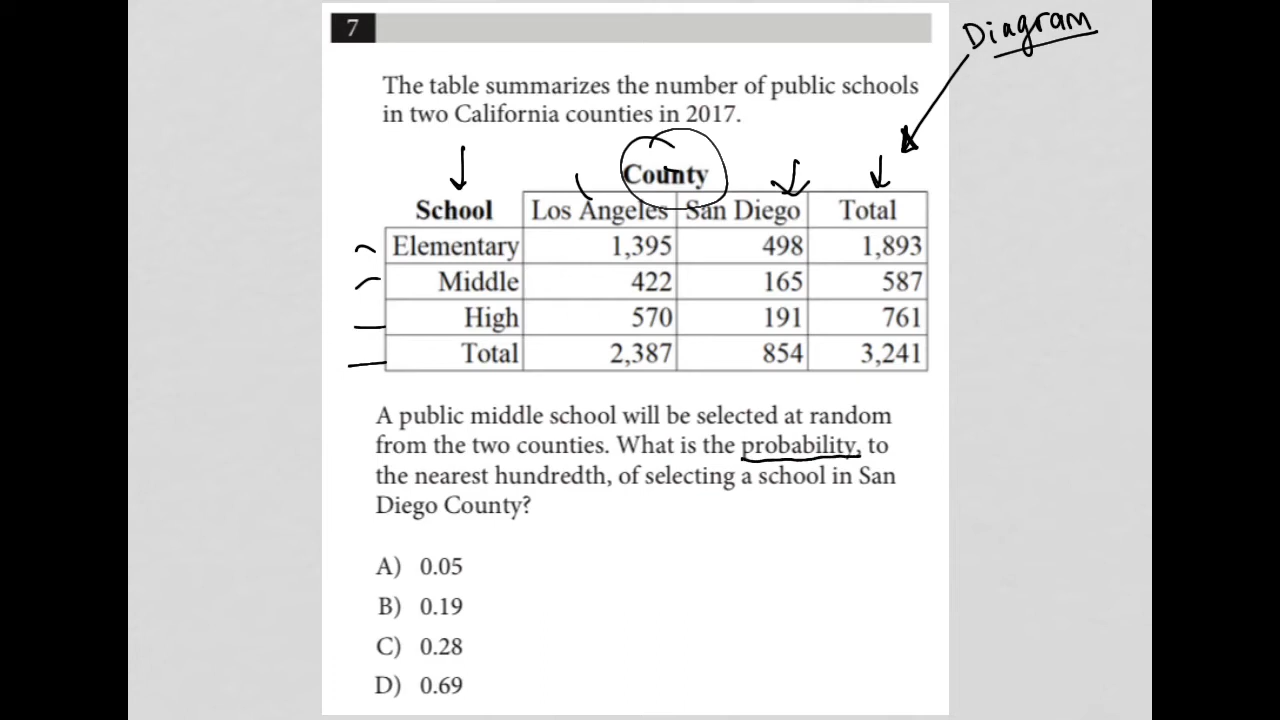 7
Diagram
The table summarizes the number of public schools
in two California counties in 2017.
County
School Los Angeles San Diego Total
Elementary 1,395 498 1,893
Middle 422 165 587
High 570 191 761
Total 2,387 854 3,241
A public middle school will be selected at random
from the two counties. What is the probability, to
the nearest hundredth, of selecting a school in San
Diego County?
A) 0.05
B) 0.19
C) 0.28
D) 0.69